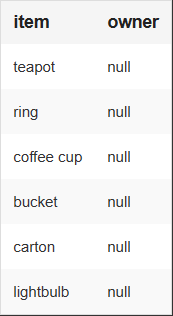 item owner
teapot null
ring null
coffee cup null
bucket null
carton null
lightbulb null